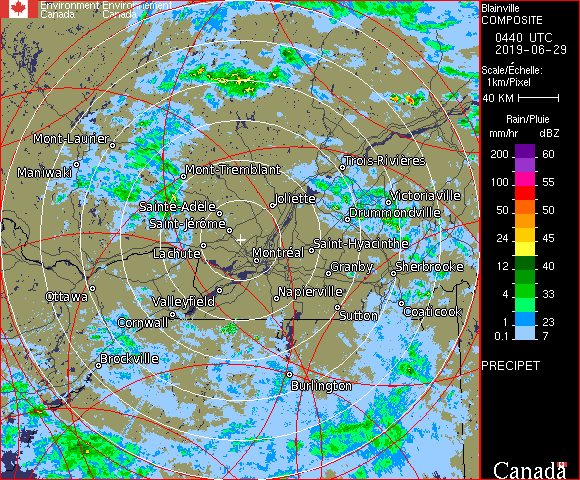 Environment Environnement
Canada Canada
Blainville
COMPOSITE
0440 UTC
2019-06-29
Scale/Échelle:
1km/Pixel
40 KM
Rain/Pluie
mm/hr dBZ
200 60
100 55
50 50
24 45
12 40
4 33
1 23
0.1 7
PRECIPET
Canada
Mont-Laurier
Maniwaki
Mont-Tremblant
Trois-Rivières
Joliette
Victoriaville
Sainte-Adele
Drummondville
Saint-Jérôme
Lachute
Saint-Hyacinthe
Montréal
Granby
Sherbrooke
Ottawa
Valleyfield
Napierville
Coaticook
Cornwall
Sutton
Brockville
Burlington